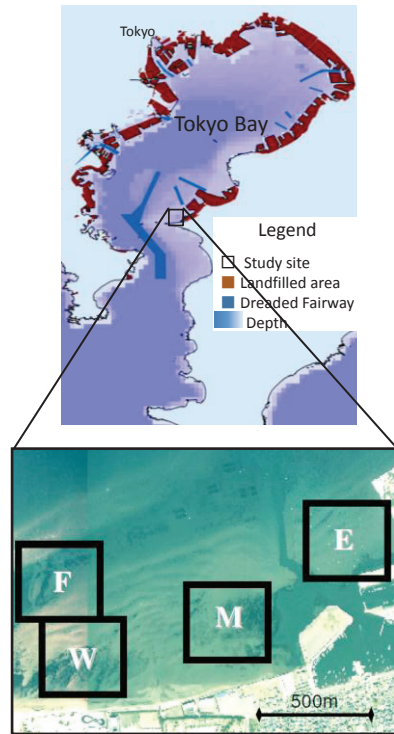 Tokyo
Tokyo Bay
Legend
Study site
Landfilled area
Dreaded Fairway
Depth
E
F
M
W
500m